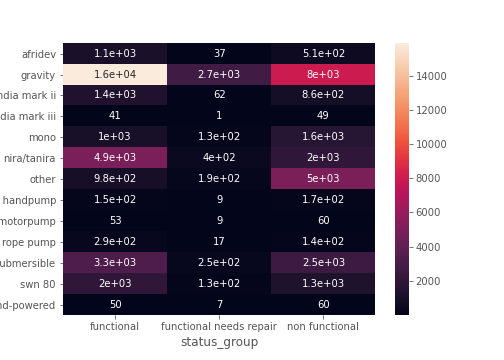 afridev 1.1e+03 37 5.1e+02
gravity 1.6e+04 2.7e+03 8e+03
ndia mark ii 1.4e+03 62 8.6e+02
dia mark iii 41 1 49
mono 1e+03 1.3e+02 1.6e+03
nira/tanira 4.9e+03 4e+02 2e+03
other 9.8e+02 1.9e+02 5e+03
handpump 1.5e+02 9 1.7e+02
motorpump 53 9 60
rope pump 2.9e+02 17 1.4e+02
ubmersible 3.3e+03 2.5e+02 2.5e+03
swn 80 2e+03 1.3e+02 1.3e+03
nd-powered 50 7 60
functional functional needs repair non functional
status_group
14000
12000
10000
8000
6000
4000
2000